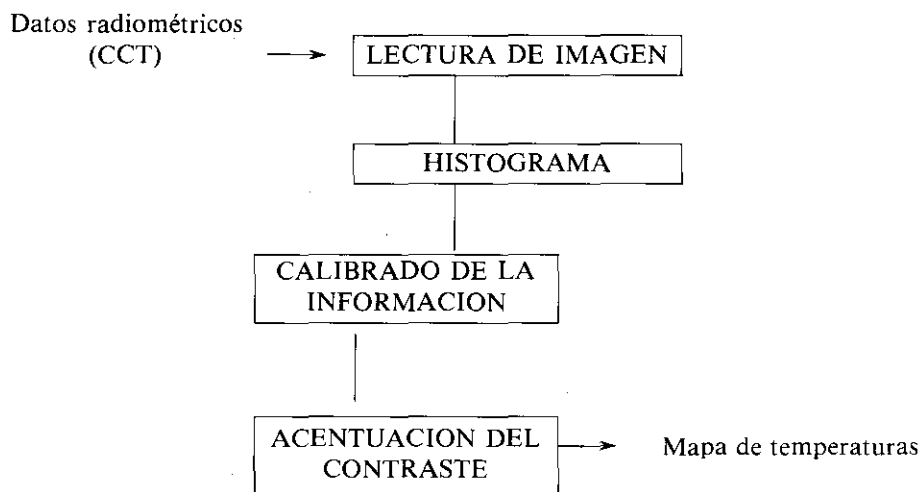 Datos radiométricos
(CCT)
LECTURA DE IMAGEN
HISTOGRAMA
CALIBRADO DE LA
INFORMACION
ACENTUACION DEL
CONTRASTE
Mapa de temperaturas